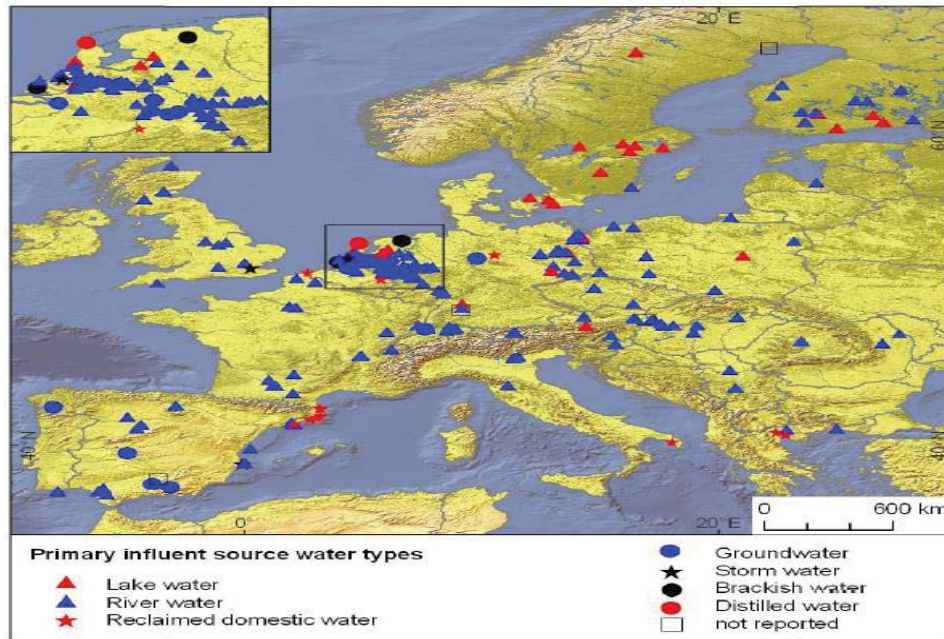 20°E
60°N
40°N
40°N
0
20°E
0 600 km
Primary influent source water types
Lake water
River water
Reclaimed domestic water
Groundwater
Storm water
Brackish water
Distilled water
not reported